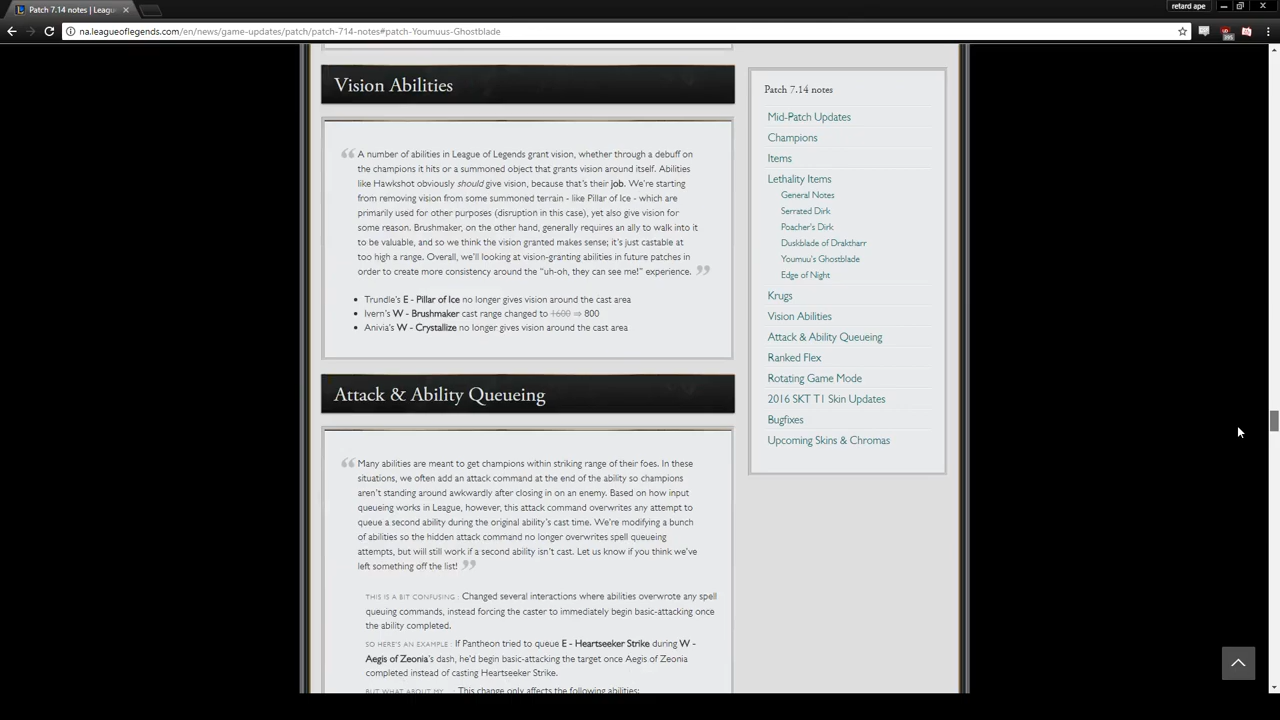 Patch 7.14 notes | Leagu
retard ape
na.leagueoflegends.com/en/news/game-updates/patch/patch-714-notes#patch-Youmuus-Ghostblade
Vision Abilities
A number of abilities in League of Legends grant vision, whether through a debuff on
the champions it hits or a summoned object that grants vision around itself. Abilities
like Hawkshot obviously should give vision, because that's their job. We're starting
from removing vision from some summoned terrain - like Pillar of Ice - which are
primarily used for other purposes (disruption in this case), yet also give vision for
some reason. Brushmaker, on the other hand, generally requires an ally to walk into it
to be valuable, and so we think the vision granted makes sense; it's just castable at
too high a range. Overall, we'll looking at vision-granting abilities in future patches in
order to create more consistency around the "uh-oh, they can see me!" experience.
Trundle's E - Pillar of Ice no longer gives vision around the cast area
Ivern's W - Brushmaker cast range changed to 1600 ⇒ 800
Anivia's W - Crystallize no longer gives vision around the cast area
Attack & Ability Queueing
Many abilities are meant to get champions within striking range of their foes. In these
situations, we often add an attack command at the end of the ability so champions
aren't standing around awkwardly after closing in on an enemy. Based on how input
queueing works in League, however, this attack command overwrites any attempt to
queue a second ability during the original ability's cast time. We're modifying a bunch
of abilities so the hidden attack command no longer overwrites spell queueing
attempts, but will still work if a second ability isn't cast. Let us know if you think we've
left something off the list!
THIS IS A BIT CONFUSING : Changed several interactions where abilities overwrote any spell
queuing commands, instead forcing the caster to immediately begin basic-attacking once
the ability completed.
SO HERE'S AN EXAMPLE : If Pantheon tried to queue E - Heartseeker Strike during W -
Aegis of Zeonia's dash, he'd begin basic-attacking the target once Aegis of Zeonia
completed instead of casting Heartseeker Strike.
BUT WHAT ABOUT MY... : This change only affects the following abilities:
Patch 7.14 notes
Mid-Patch Updates
Champions
Items
Lethality Items
General Notes
Serrated Dirk
Poacher's Dirk
Duskblade of Draktharr
Youmuu's Ghostblade
Edge of Night
Krugs
Vision Abilities
Attack & Ability Queueing
Ranked Flex
Rotating Game Mode
2016 SKT T1 Skin Updates
Bugfixes
Upcoming Skins & Chromas